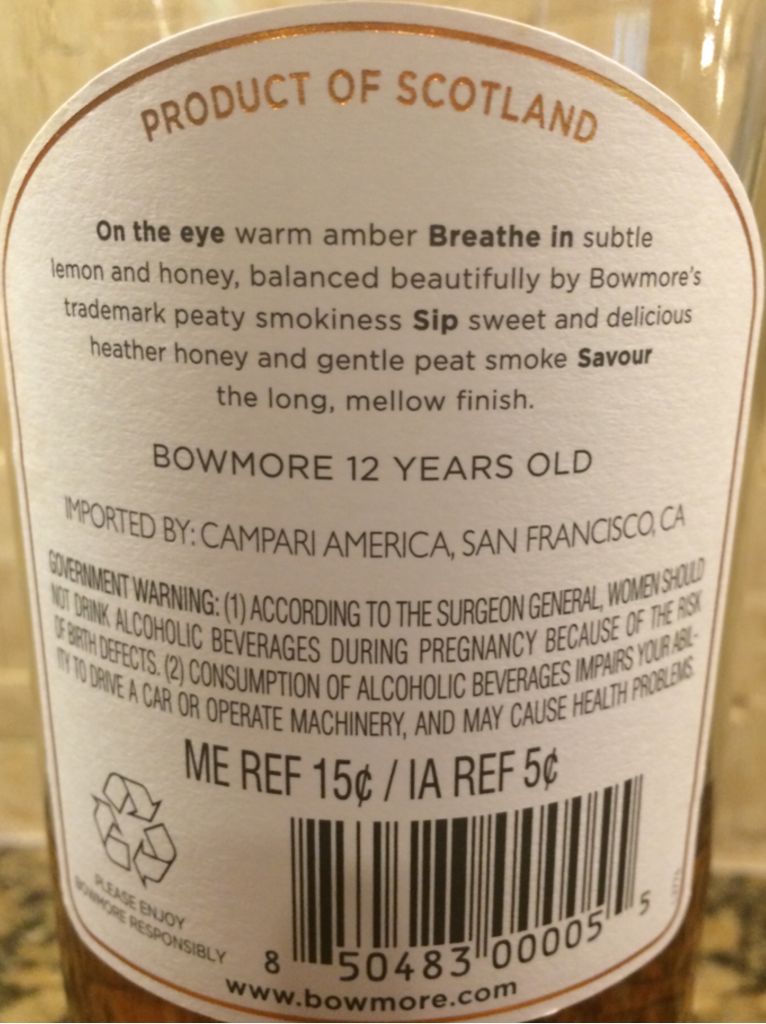 PRODUCT OF SCOTLAND
On the eye warm amber Breathe in subtle
lemon and honey, balanced beautifully by Bowmore's
trademark peaty smokiness Sip sweet and delicious
heather honey and gentle peat smoke Savour
the long, mellow finish.
BOWMORE 12 YEARS OLD
IMPORTED BY: CAMPARI AMERICA, SAN FRANCISCO, CA
GOVERNMENT WARNING: (1) ACCORDING TO THE SURGEON GENERAL, WOMEN SHOULD
NOT DRINK ALCOHOLIC BEVERAGES DURING PREGNANCY BECAUSE OF THE RISK
OF BIRTH DEFECTS. (2) CONSUMPTION OF ALCOHOLIC BEVERAGES IMPAIRS YOUR ABIL-
ITY TO DRIVE A CAR OR OPERATE MACHINERY, AND MAY CAUSE HEALTH PROBLEMS.
ME REF 15¢ / IA REF 5¢
PLEASE ENJOY
BOWMORE RESPONSIBLY
8 50483 00005 5
www.bowmore.com